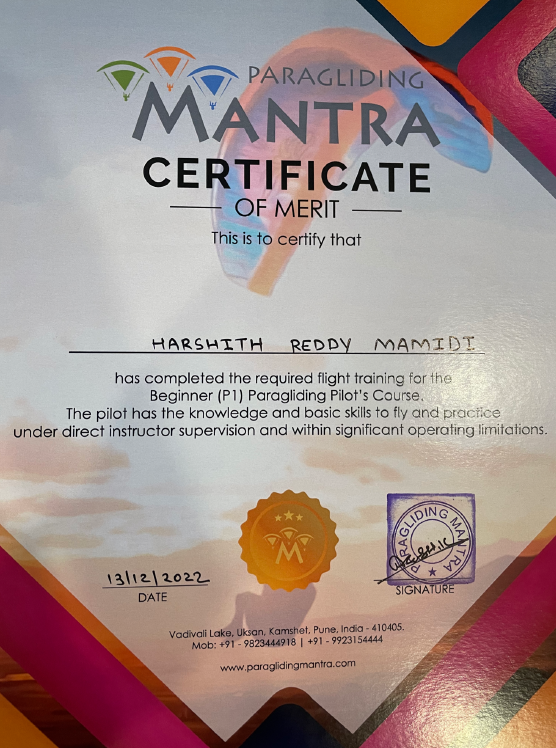 PARAGLIDING
MANTRA
CERTIFICATE
OF MERIT
This is to certify that
HARSHITH REDDY MAMIDI
has completed the required flight training for the
Beginner (P1) Paragliding Pilot's Course.
The pilot has the knowledge and basic skills to fly and practice
under direct instructor supervision and within significant operating limitations.
M
PARAGLIDING MANTRA
13/12/2022
DATE
SIGNATURE
Vadivali Lake, Uksan, Kamshet, Pune, India - 410405.
Mob: +91 - 9823444918 | +91 - 9923154444
www.paraglidingmantra.com